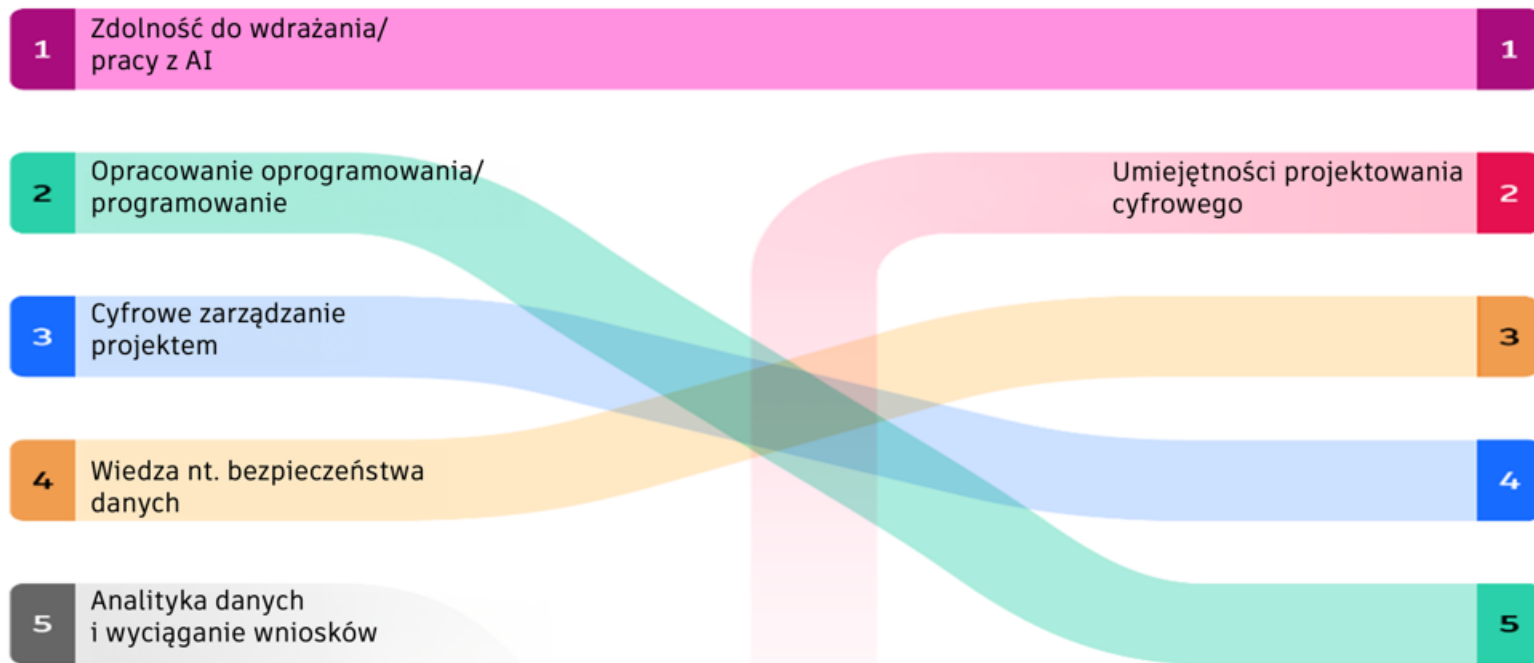 1
Zdolność do wdrażania/
pracy z AI
1
2
Opracowanie oprogramowania/
programowanie
Umiejętności projektowania
cyfrowego
2
3
Cyfrowe zarządzanie
projektem
3
4
Wiedza nt. bezpieczeństwa
danych
4
5
Analityka danych
i wyciąganie wniosków
5